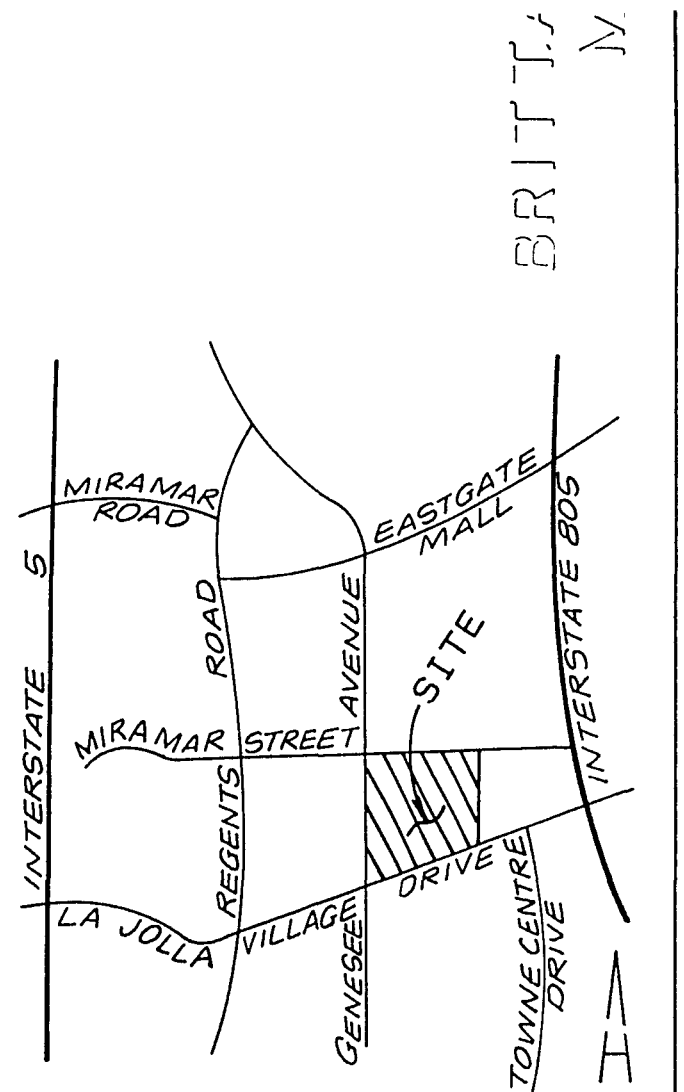 BRITT
MIRAMAR
ROAD
EASTGATE
MALL
INTERSTATE 5
INTERSTATE 805
REGENTS ROAD
GENESEE AVENUE
SITE
MIRAMAR STREET
LA JOLLA VILLAGE DRIVE
TOWNE CENTRE
DRIVE